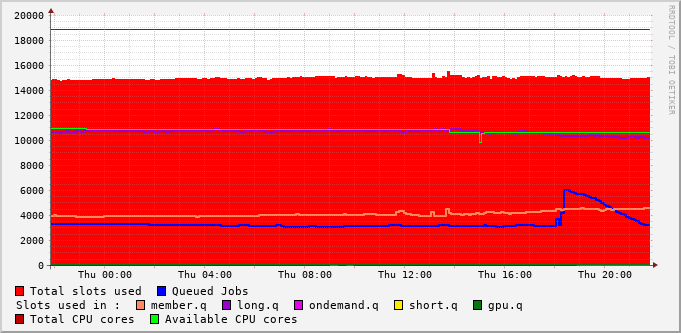 20000
18000
16000
14000
12000
10000
8000
6000
4000
2000
0
Thu 00:00 Thu 04:00 Thu 08:00 Thu 12:00 Thu 16:00 Thu 20:00
Total slots used Queued Jobs
Slots used in : member.q long.q ondemand.q short.q gpu.q
Total CPU cores Available CPU cores
RRDTOOL / TOBI OETIKER